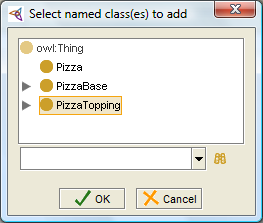 Select named class(es) to add
owl:Thing
Pizza
PizzaBase
PizzaTopping
OK Cancel